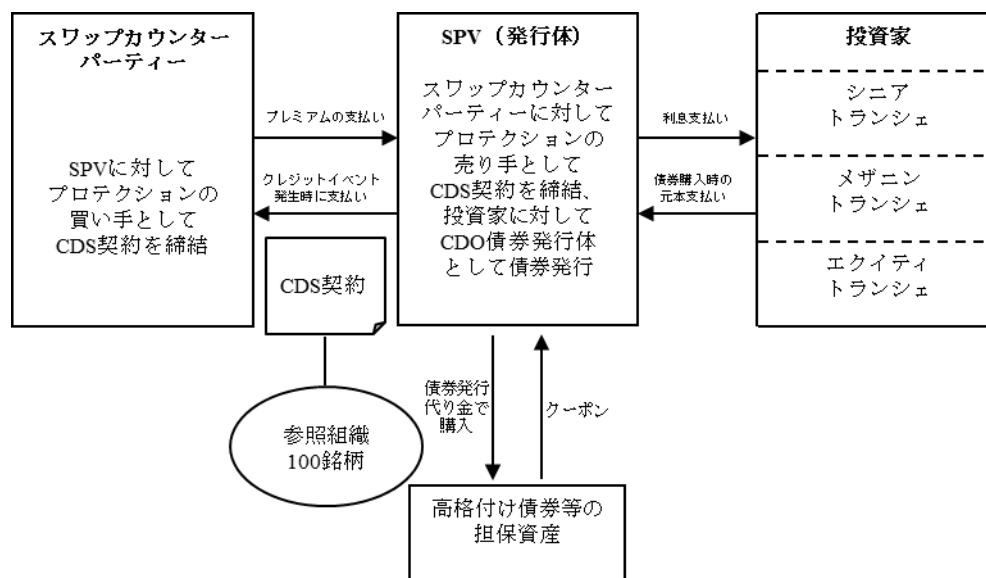 スワップカウンター
パーティー
SPVに対して
プロテクションの
買い手として
CDS契約を締結
プレミアムの支払い
クレジットイベント
発生時に支払い
CDS契約
参照組織
100銘柄
SPV（発行体）
スワップカウンター
パーティーに対して
プロテクションの
売り手として
CDS契約を締結、
投資家に対して
CDO債券発行体
として債券発行
利息支払い
債券購入時の
元本支払い
投資家
シニア
トランシェ
メザニン
トランシェ
エクイティ
トランシェ
債券発行
代り金で
購入
クーポン
高格付け債券等の
担保資産